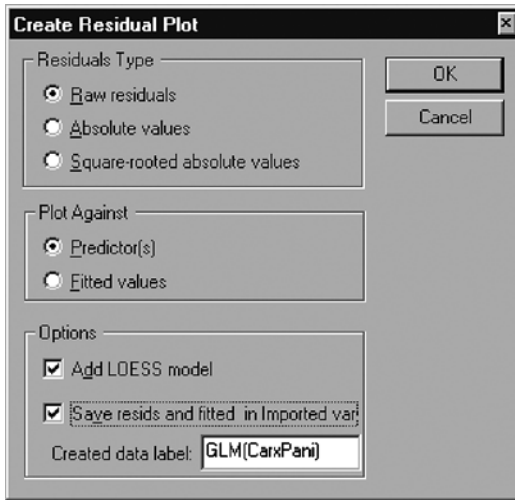 Create Residual Plot
Residuals Type
Raw residuals
Absolute values
Square-rooted absolute values
OK
Cancel
Plot Against
Predictor(s)
Fitted values
Options
Add LOESS model
Save resids and fitted in Imported var
Created data label: GLM(CarxPani)